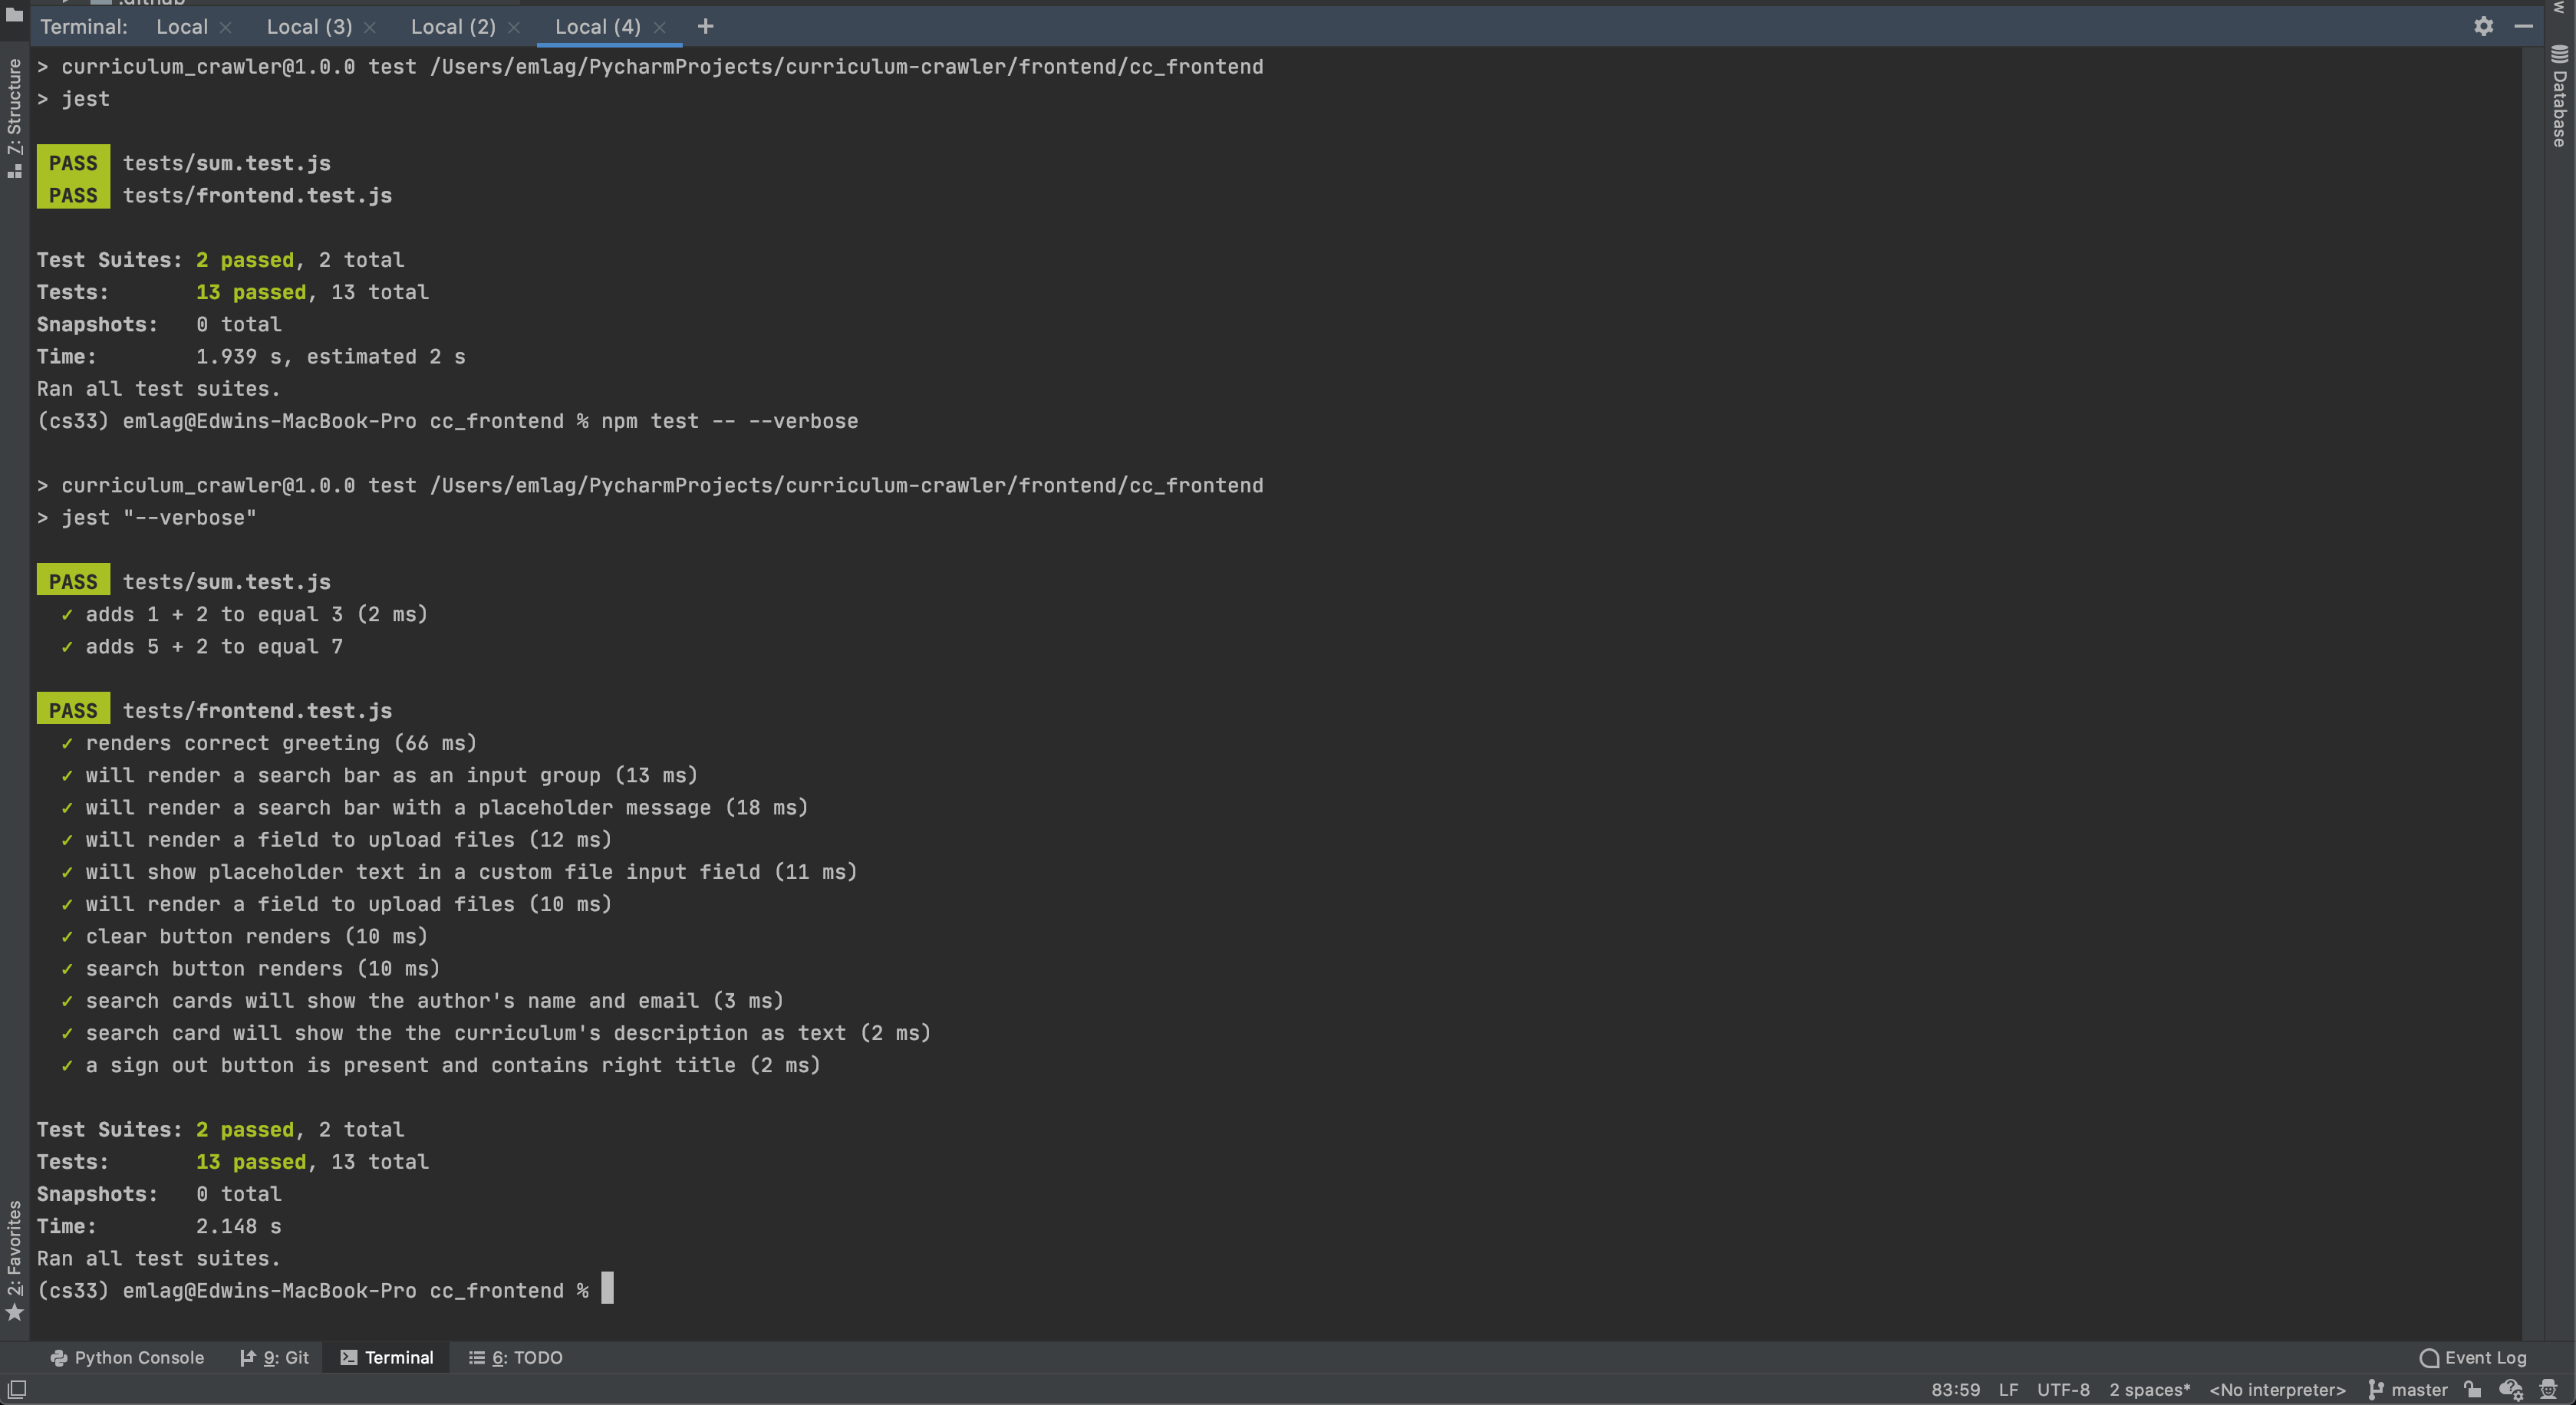 .github
Terminal: Local Local (3) Local (2) Local (4)
> curriculum_crawler@1.0.0 test /Users/emlag/PycharmProjects/curriculum-crawler/frontend/cc_frontend
> jest
PASS tests/sum.test.js
PASS tests/frontend.test.js
Test Suites: 2 passed, 2 total
Tests: 13 passed, 13 total
Snapshots: 0 total
Time: 1.939 s, estimated 2 s
Ran all test suites.
(cs33) emlag@Edwins-MacBook-Pro cc_frontend % npm test -- --verbose
> curriculum_crawler@1.0.0 test /Users/emlag/PycharmProjects/curriculum-crawler/frontend/cc_frontend
> jest "--verbose"
PASS tests/sum.test.js
✓ adds 1 + 2 to equal 3 (2 ms)
✓ adds 5 + 2 to equal 7
PASS tests/frontend.test.js
✓ renders correct greeting (66 ms)
✓ will render a search bar as an input group (13 ms)
✓ will render a search bar with a placeholder message (18 ms)
✓ will render a field to upload files (12 ms)
✓ will show placeholder text in a custom file input field (11 ms)
✓ will render a field to upload files (10 ms)
✓ clear button renders (10 ms)
✓ search button renders (10 ms)
✓ search cards will show the author's name and email (3 ms)
✓ search card will show the the curriculum's description as text (2 ms)
✓ a sign out button is present and contains right title (2 ms)
Test Suites: 2 passed, 2 total
Tests: 13 passed, 13 total
Snapshots: 0 total
Time: 2.148 s
Ran all test suites.
(cs33) emlag@Edwins-MacBook-Pro cc_frontend %
Z: Structure
2: Favorites
Database
Python Console 9: Git Terminal 6: TODO Event Log
83:59 LF UTF-8 2 spaces* <No interpreter> master